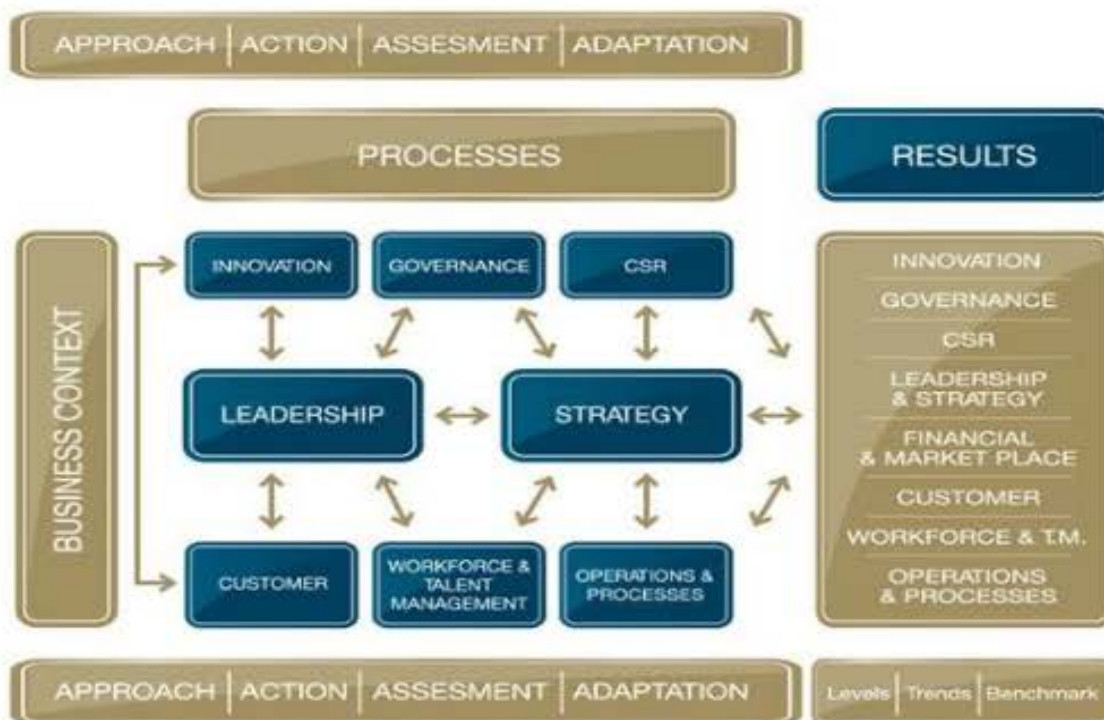 APPROACH | ACTION | ASSESMENT | ADAPTATION
PROCESSES
RESULTS
BUSINESS CONTEXT
INNOVATION
GOVERNANCE
CSR
LEADERSHIP
STRATEGY
CUSTOMER
WORKFORCE &
TALENT
MANAGEMENT
OPERATIONS &
PROCESSES
INNOVATION
GOVERNANCE
CSR
LEADERSHIP
& STRATEGY
FINANCIAL
& MARKET PLACE
CUSTOMER
WORKFORCE & T.M.
OPERATIONS
& PROCESSES
APPROACH | ACTION | ASSESMENT | ADAPTATION
Levels | Trends | Benchmark